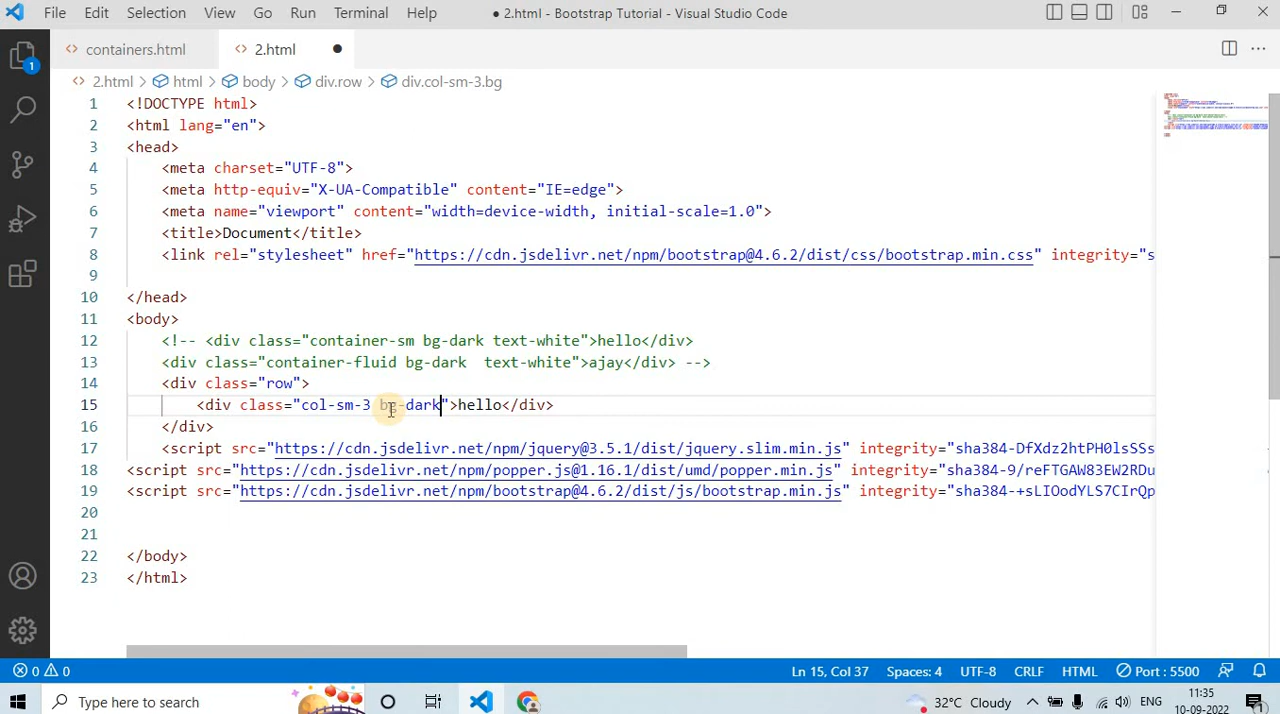 File Edit Selection View Go Run Terminal Help
● 2.html - Bootstrap Tutorial - Visual Studio Code
1
<> containers.html
<> 2.html ●
<> 2.html > html > body > div.row > div.col-sm-3.bg
1 <!DOCTYPE html>
2 <html lang="en">
3 <head>
4 <meta charset="UTF-8">
5 <meta http-equiv="X-UA-Compatible" content="IE=edge">
6 <meta name="viewport" content="width=device-width, initial-scale=1.0">
7 <title>Document</title>
8 <link rel="stylesheet" href="https://cdn.jsdelivr.net/npm/bootstrap@4.6.2/dist/css/bootstrap.min.css" integrity="s
9
10 </head>
11 <body>
12 <!-- <div class="container-sm bg-dark text-white">hello</div>
13 <div class="container-fluid bg-dark  text-white">ajay</div> -->
14 <div class="row">
15 <div class="col-sm-3 bg-dark">hello</div>
16 </div>
17 <script src="https://cdn.jsdelivr.net/npm/jquery@3.5.1/dist/jquery.slim.min.js" integrity="sha384-DfXdz2htPH0lsSSs
18 <script src="https://cdn.jsdelivr.net/npm/popper.js@1.16.1/dist/umd/popper.min.js" integrity="sha384-9/reFTGAW83EW2RDu
19 <script src="https://cdn.jsdelivr.net/npm/bootstrap@4.6.2/dist/js/bootstrap.min.js" integrity="sha384-+sLIOodYLS7CIrQp
20
21
22 </body>
23 </html>
0 0 Ln 15, Col 37 Spaces: 4 UTF-8 CRLF HTML Port : 5500
Type here to search
32°C Cloudy ENG
11:35
10-09-2022
1